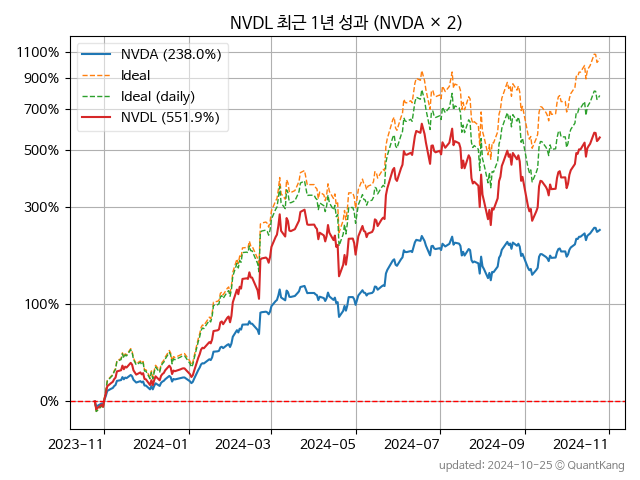 NVDL 최근 1년 성과 (NVDA × 2)
NVDA (238.0%)
Ideal
Ideal (daily)
NVDL (551.9%)
1100%
900%
700%
500%
300%
100%
0%
2023-11
2024-01
2024-03
2024-05
2024-07
2024-09
2024-11
updated: 2024-10-25 © QuantKang